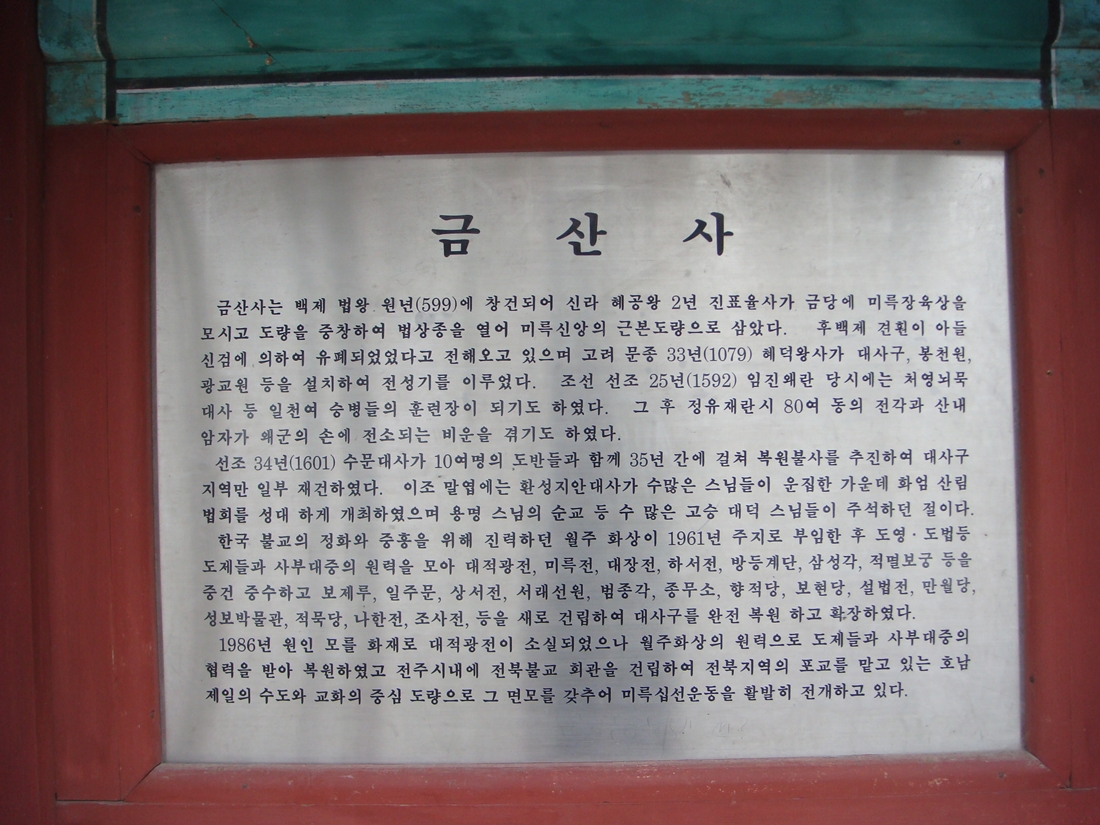 금 산 사
금산사는 백제 법왕 원년(599)에 창건되어 신라 혜공왕 2년 진표율사가 금당에 미륵장육상을
모시고 도량을 중창하여 법상종을 열어 미륵신앙의 근본도량으로 삼았다. 후백제 견훤이 아들
신검에 의하여 유폐되었었다고 전해오고 있으며 고려 문종 33년(1079) 혜덕왕사가 대사구, 봉천원,
광교원 등을 설치하여 전성기를 이루었다. 조선 선조 25년(1592) 임진왜란 당시에는 처영뇌묵
대사 등 일천여 승병들의 훈련장이 되기도 하였다. 그 후 정유재란시 80여 동의 전각과 산내
암자가 왜군의 손에 전소되는 비운을 겪기도 하였다.
선조 34년(1601) 수문대사가 10여명의 도반들과 함께 35년 간에 걸쳐 복원불사를 추진하여 대사구
지역만 일부 재건하였다. 이조 말엽에는 환성지안대사가 수많은 스님들이 운집한 가운데 화엄 산림
법회를 성대 하게 개최하였으며 용명 스님의 순교 등 수 많은 고승 대덕 스님들이 주석하던 절이다.
한국 불교의 정화와 중흥을 위해 진력하던 월주 화상이 1961년 주지로 부임한 후 도영·도법등
도제들과 사부대중의 원력을 모아 대적광전, 미륵전, 대장전, 하서전, 방등계단, 삼성각, 적멸보궁 등을
중건 중수하고 보제루, 일주문, 상서전, 서래선원, 범종각, 종무소, 향적당, 보현당, 설법전, 만월당,
성보박물관, 적묵당, 나한전, 조사전, 등을 새로 건립하여 대사구를 완전 복원 하고 확장하였다.
1986년 원인 모를 화재로 대적광전이 소실되었으나 월주화상의 원력으로 도제들과 사부대중의
협력을 받아 복원하였고 전주시내에 전북불교 회관을 건립하여 전북지역의 포교를 맡고 있는 호남
제일의 수도와 교화의 중심 도량으로 그 면모를 갖추어 미륵십선운동을 활발히 전개하고 있다.